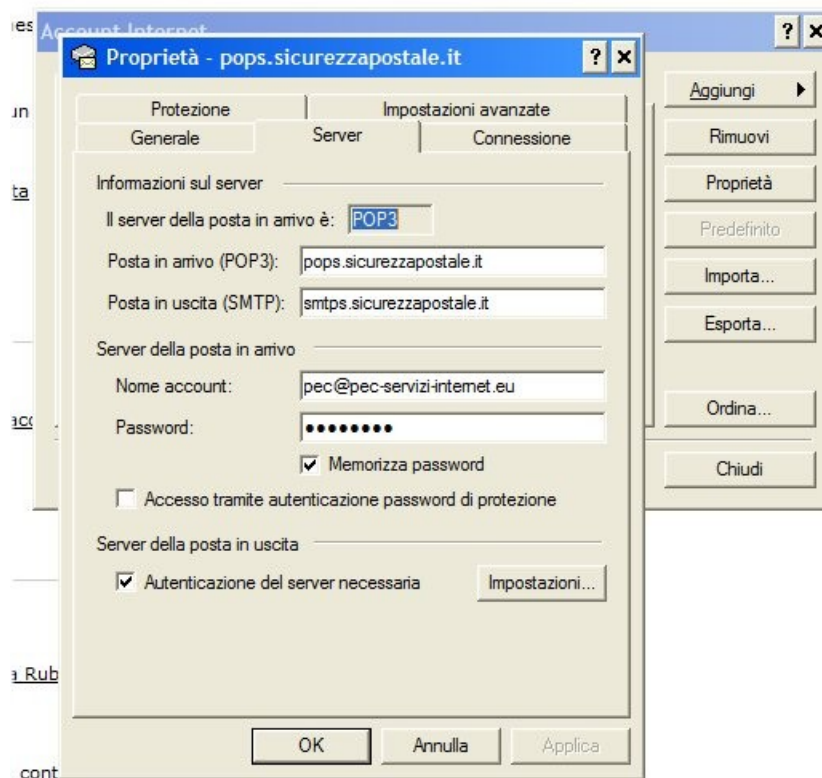 Account Internet
Proprietà - pops.sicurezzapostale.it
Protezione
Impostazioni avanzate
Generale
Server
Connessione
Informazioni sul server
Il server della posta in arrivo è: POP3
Posta in arrivo (POP3): pops.sicurezzapostale.it
Posta in uscita (SMTP): smtps.sicurezzapostale.it
Server della posta in arrivo
Nome account: pec@pec-servizi-internet.eu
Password: ●●●●●●●●
Memorizza password
Accesso tramite autenticazione password di protezione
Server della posta in uscita
Autenticazione del server necessaria
Impostazioni...
OK
Annulla
Applica
Aggiungi
Rimuovi
Proprietà
Predefinito
Importa...
Esporta...
Ordina...
Chiudi
a Rub
cont